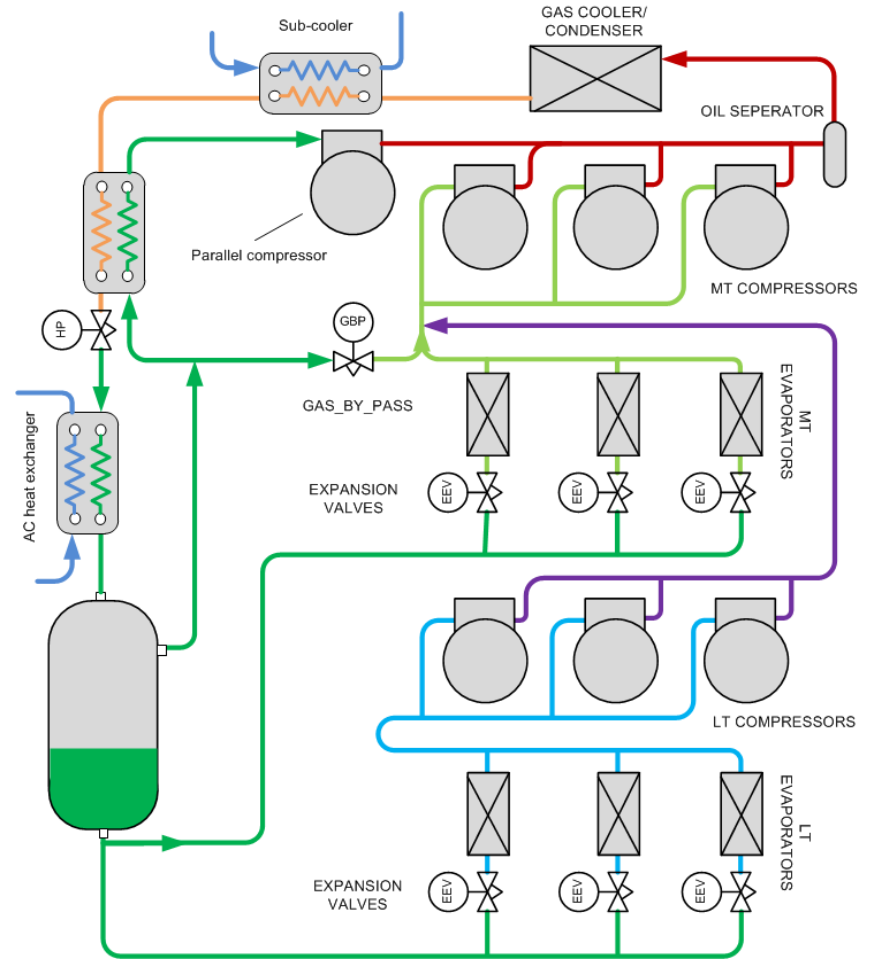 Sub-cooler
GAS COOLER/
CONDENSER
OIL SEPERATOR
Parallel compressor
MT COMPRESSORS
HP
GBP
GAS_BY_PASS
MT
EVAPORATORS
AC heat exchanger
EXPANSION
VALVES
EEV
EEV
EEV
LT COMPRESSORS
LT
EVAPORATORS
EXPANSION
VALVES
EEV
EEV
EEV